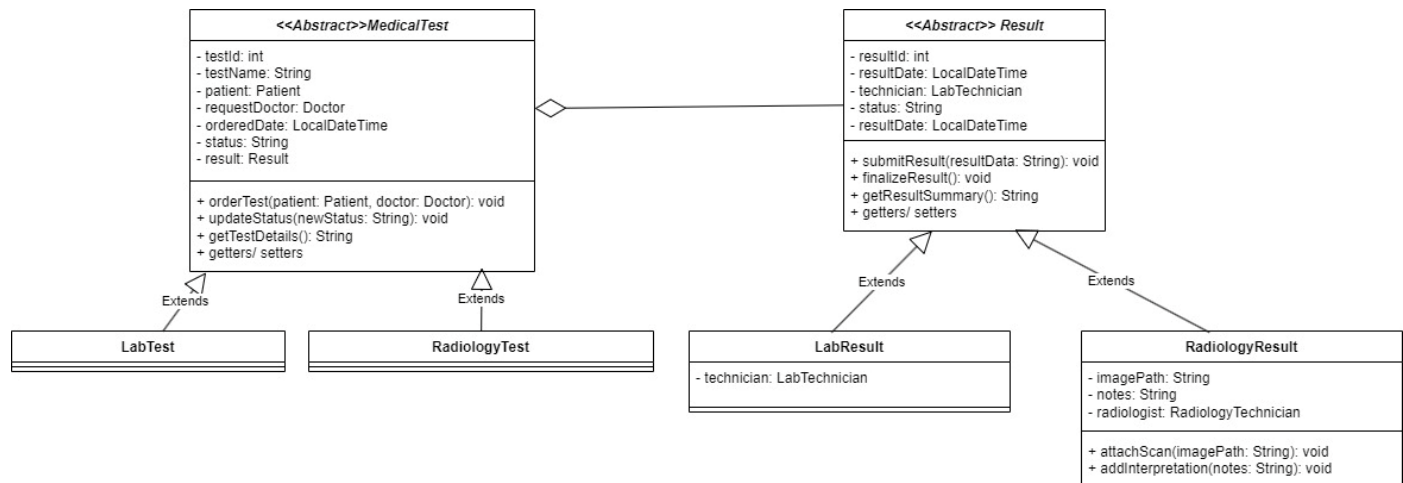 <<Abstract>>MedicalTest
- testId: int
- testName: String
- patient: Patient
- requestDoctor: Doctor
- orderedDate: LocalDateTime
- status: String
- result: Result
+ orderTest(patient: Patient, doctor: Doctor): void
+ updateStatus(newStatus: String): void
+ getTestDetails(): String
+ getters/ setters
<<Abstract>> Result
- resultId: int
- resultDate: LocalDateTime
- technician: LabTechnician
- status: String
- resultDate: LocalDateTime
+ submitResult(resultData: String): void
+ finalizeResult(): void
+ getResultSummary(): String
+ getters/ setters
Extends
Extends
Extends
Extends
LabTest
RadiologyTest
LabResult
- technician: LabTechnician
RadiologyResult
- imagePath: String
- notes: String
- radiologist: RadiologyTechnician
+ attachScan(imagePath: String): void
+ addInterpretation(notes: String): void